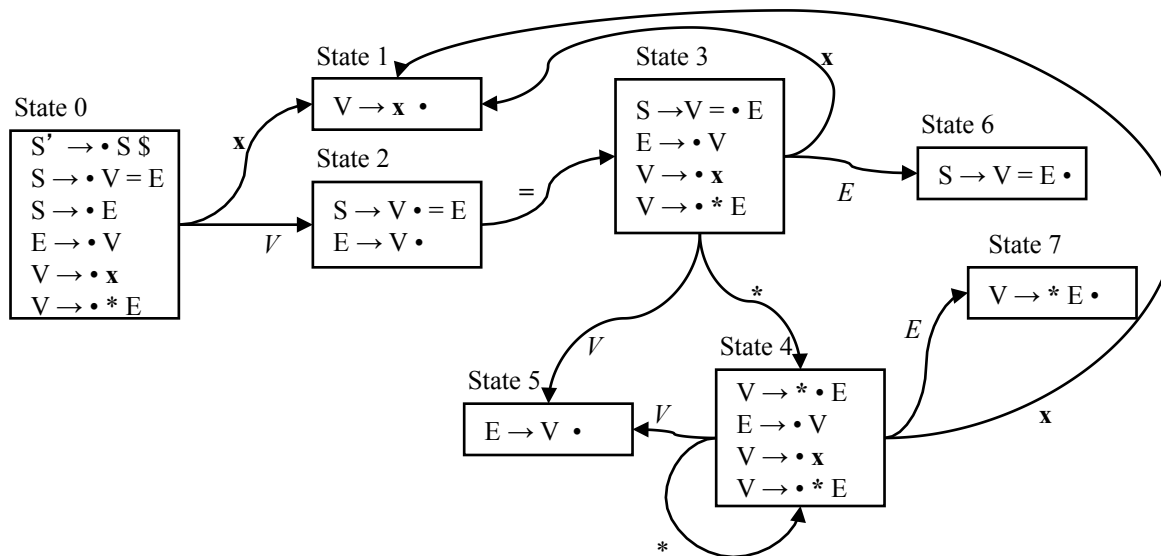 State 0
S' → • S $
S → • V = E
S → • E
E → • V
V → • x
V → • * E
x
V
State 1
V → x •
State 2
S → V • = E
E → V •
=
State 3
S →V = • E
E → • V
V → • x
V → • * E
x
E
State 6
S → V = E •
State 7
V → * E •
V
*
State 5
E → V •
V
State 4
V → * • E
E → • V
V → • x
V → • * E
E
x
*